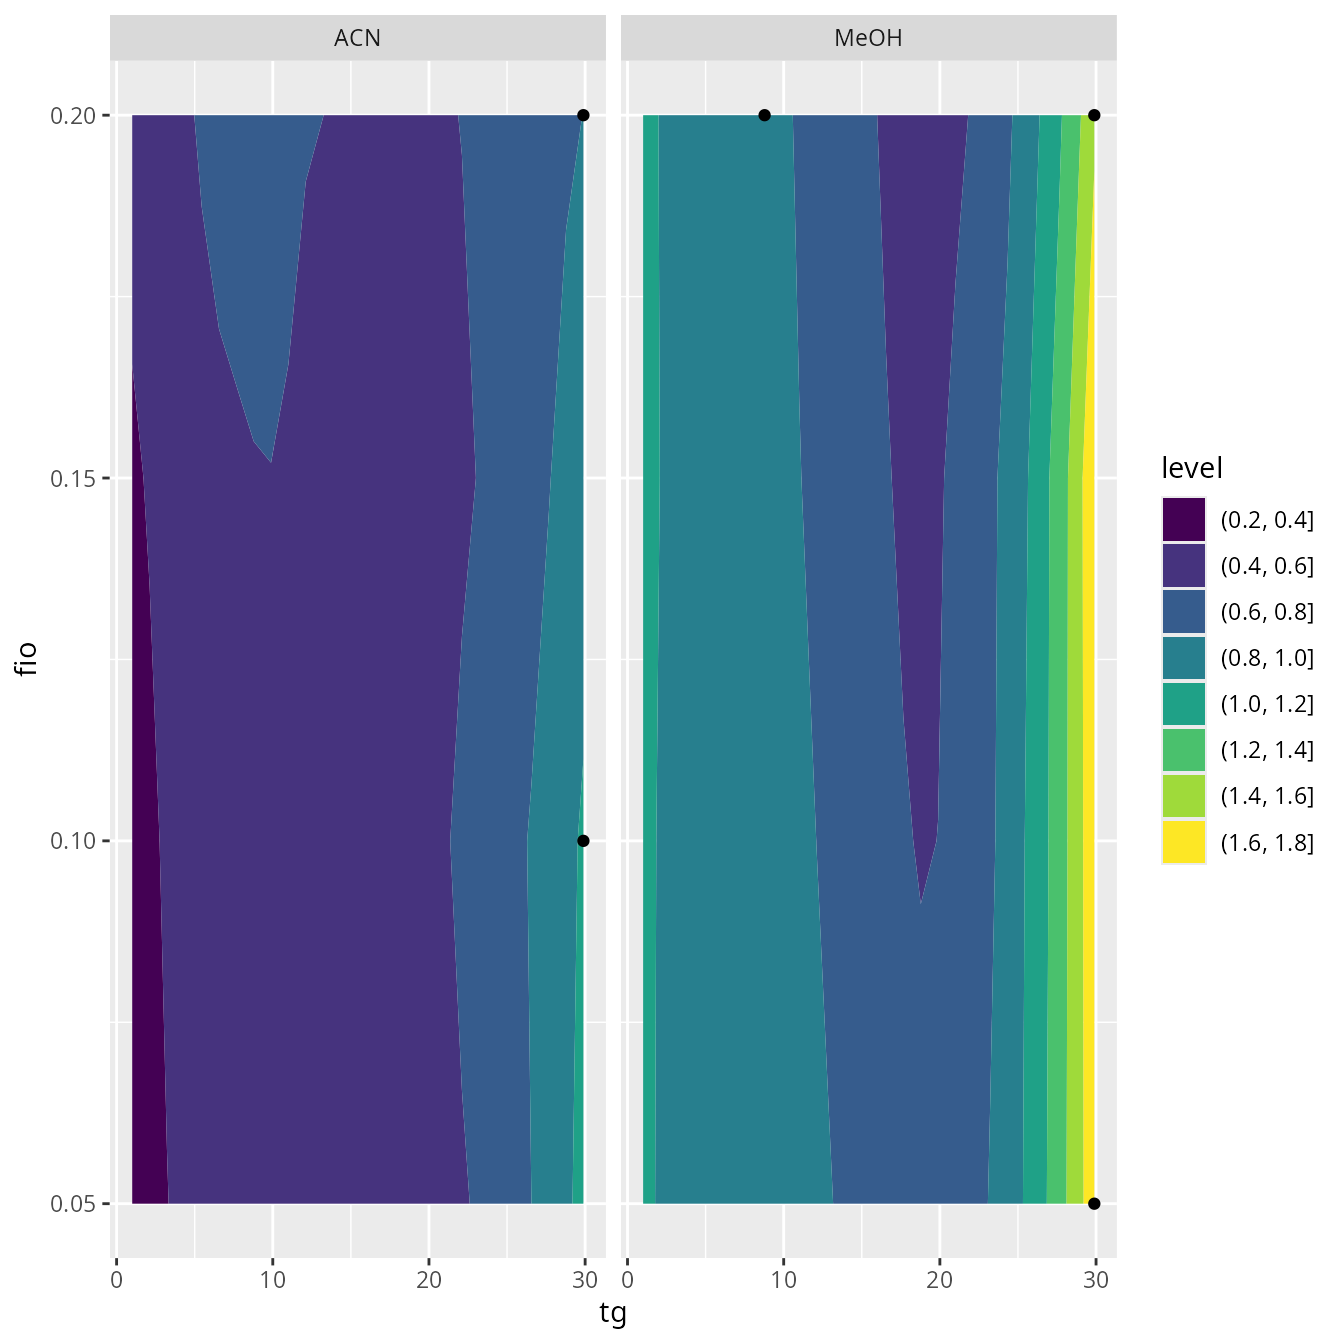 ACN MeOH
0.20
0.15
0.10
0.05
fio
0 10 20 30 0 10 20 30
tg
level
(0.2, 0.4]
(0.4, 0.6]
(0.6, 0.8]
(0.8, 1.0]
(1.0, 1.2]
(1.2, 1.4]
(1.4, 1.6]
(1.6, 1.8]